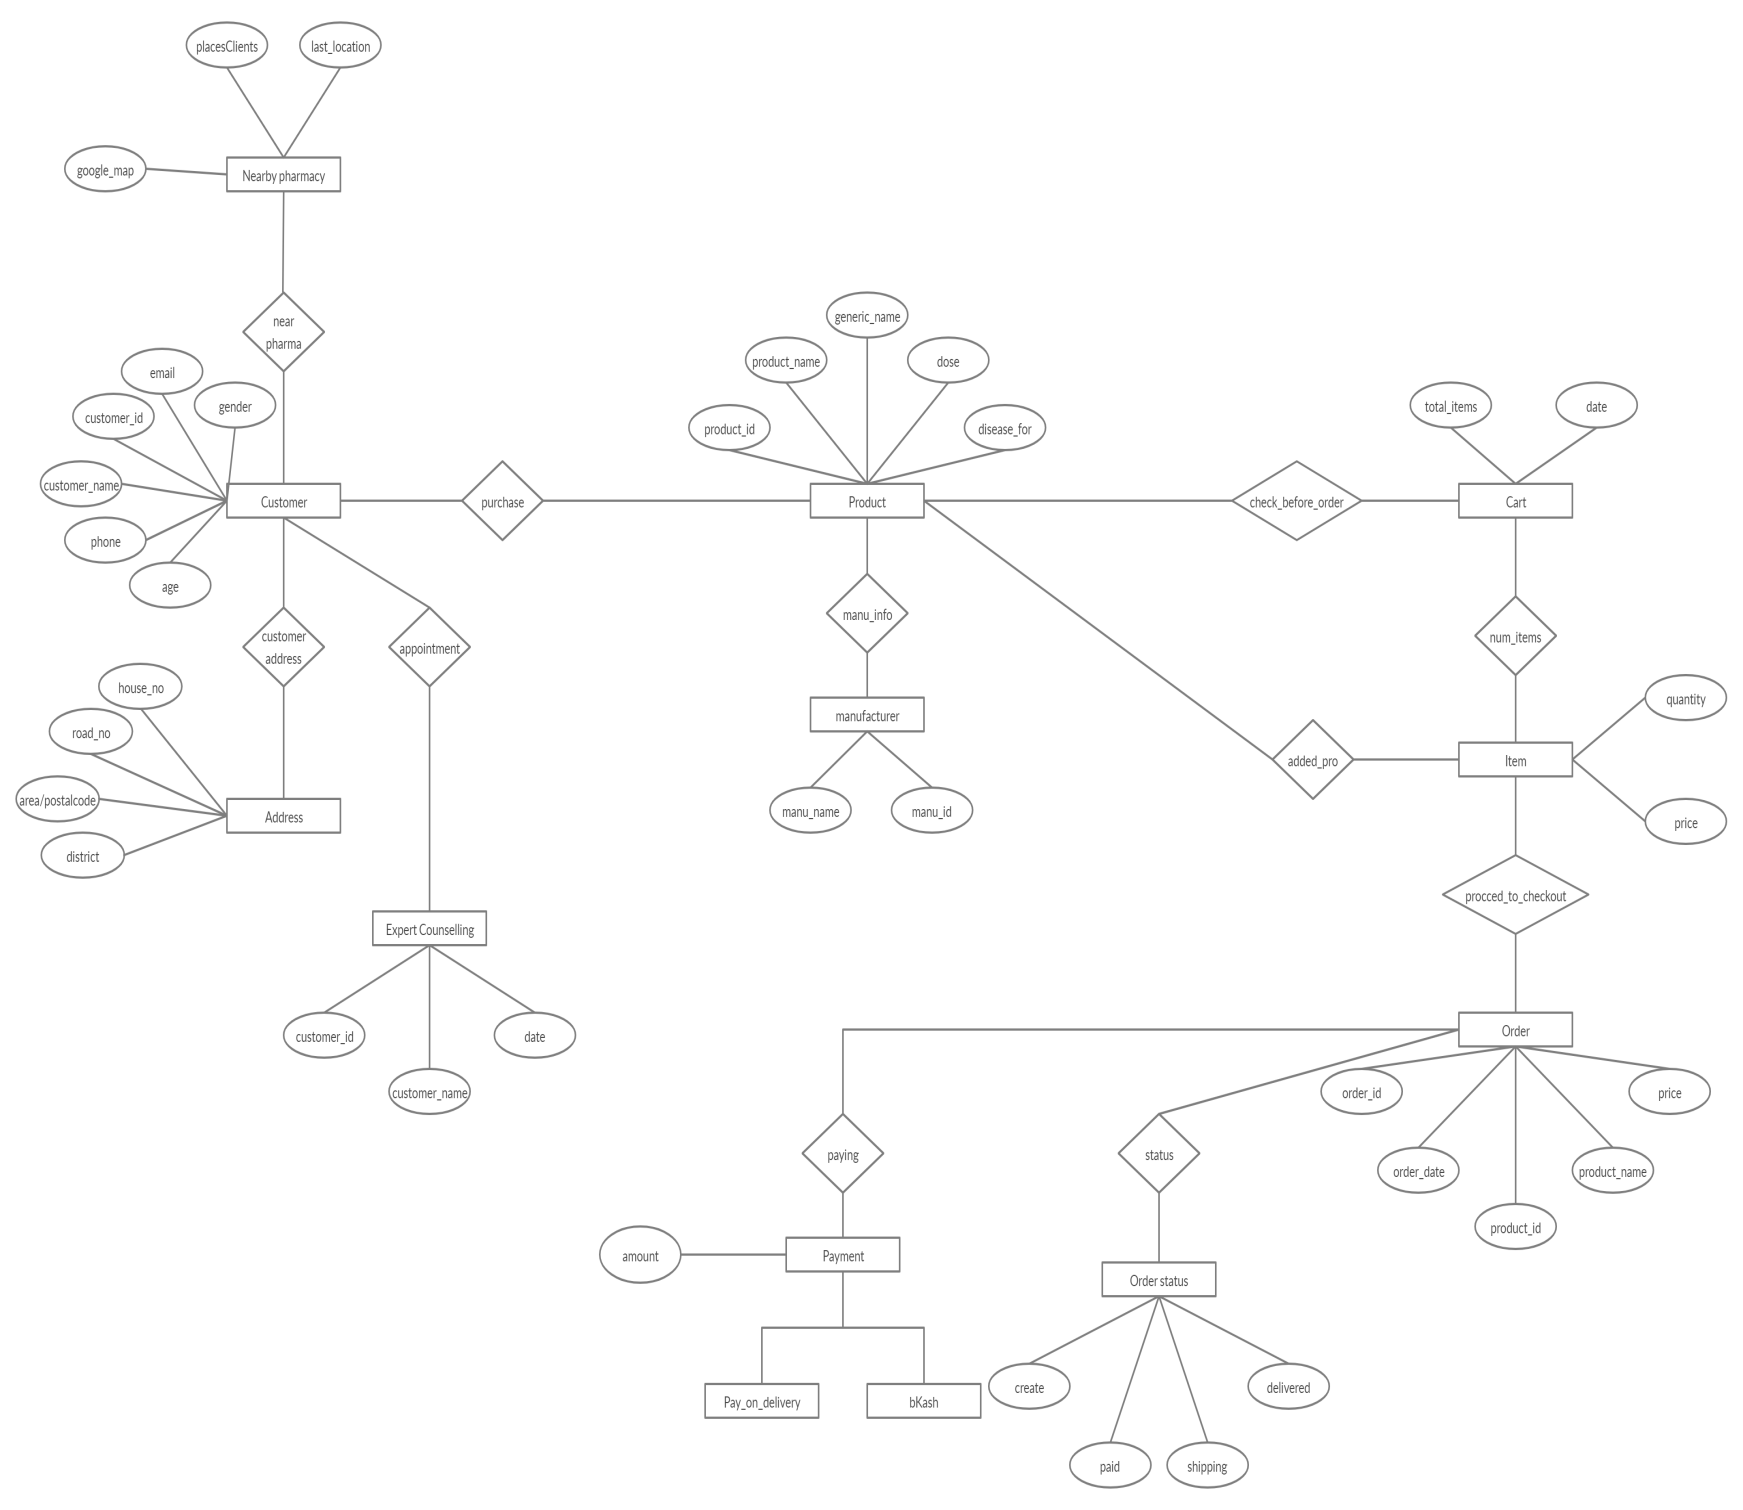 placesClients
last_location
google_map
Nearby pharmacy
near
pharma
email
gender
customer_id
customer_name
phone
age
Customer
purchase
generic_name
product_name
dose
product_id
disease_for
Product
check_before_order
total_items
date
Cart
customer
address
appointment
manu_info
num_items
house_no
road_no
area/postalcode
district
Address
manufacturer
manu_name
manu_id
added_pro
Item
quantity
price
procced_to_checkout
Expert Counselling
customer_id
customer_name
date
Order
order_id
price
order_date
product_name
product_id
paying
status
amount
Payment
Order status
Pay_on_delivery
bKash
create
delivered
paid
shipping